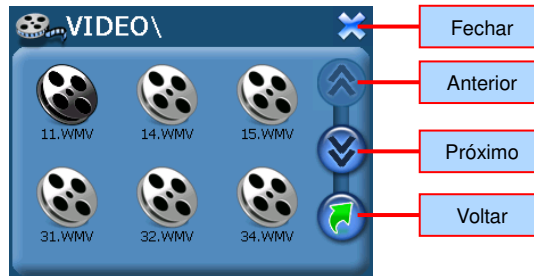 VIDEO\
Fechar
Anterior
11.WMV 14.WMV 15.WMV
Próximo
31.WMV 32.WMV 34.WMV
Voltar